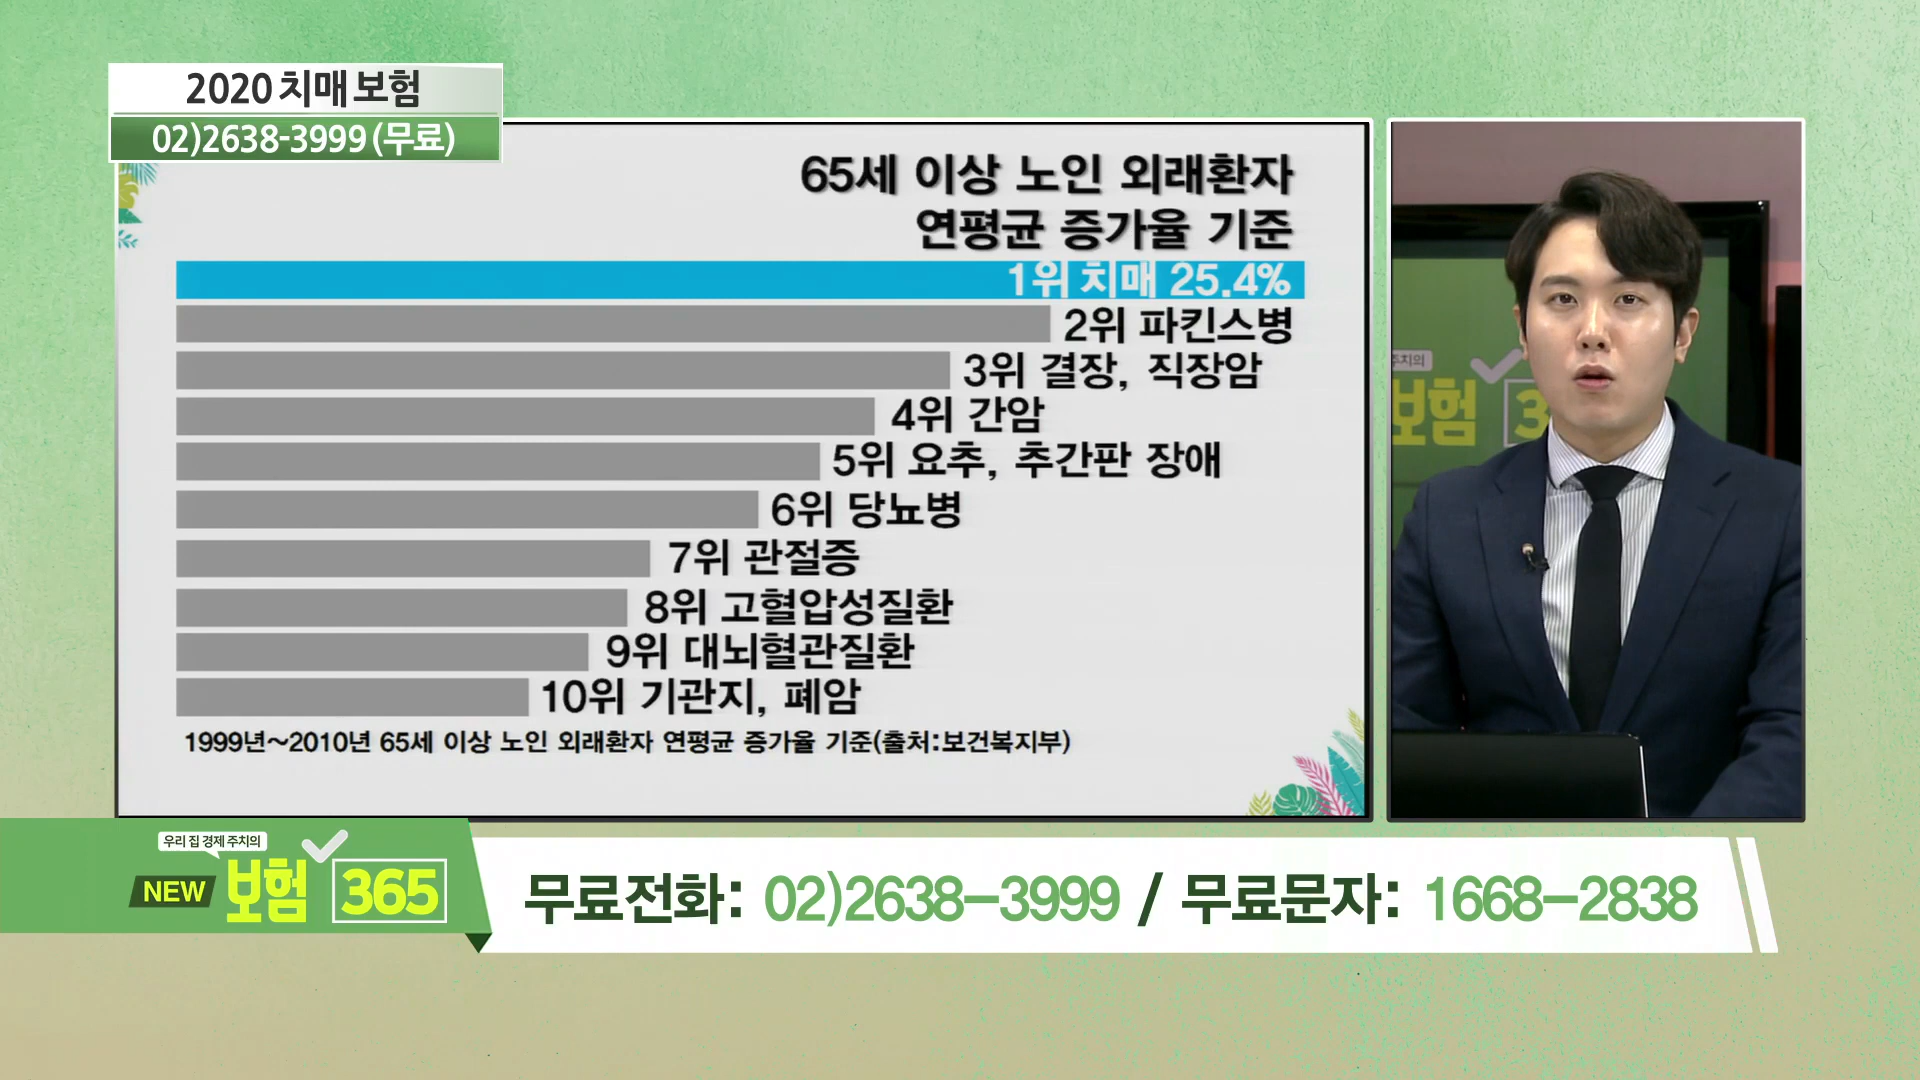 2020 치매 보험
02)2638-3999 (무료)
65세 이상 노인 외래환자
연평균 증가율 기준
1위 치매 25.4%
2위 파킨스병
3위 결장, 직장암
4위 간암
5위 요추, 추간판 장애
6위 당뇨병
7위 관절증
8위 고혈압성질환
9위 대뇌혈관질환
10위 기관지, 폐암
1999년~2010년 65세 이상 노인 외래환자 연평균 증가율 기준(출처:보건복지부)
주치의
보험 3
우리 집 경제 주치의
NEW 보험 365
무료전화: 02)2638-3999 / 무료문자: 1668-2838